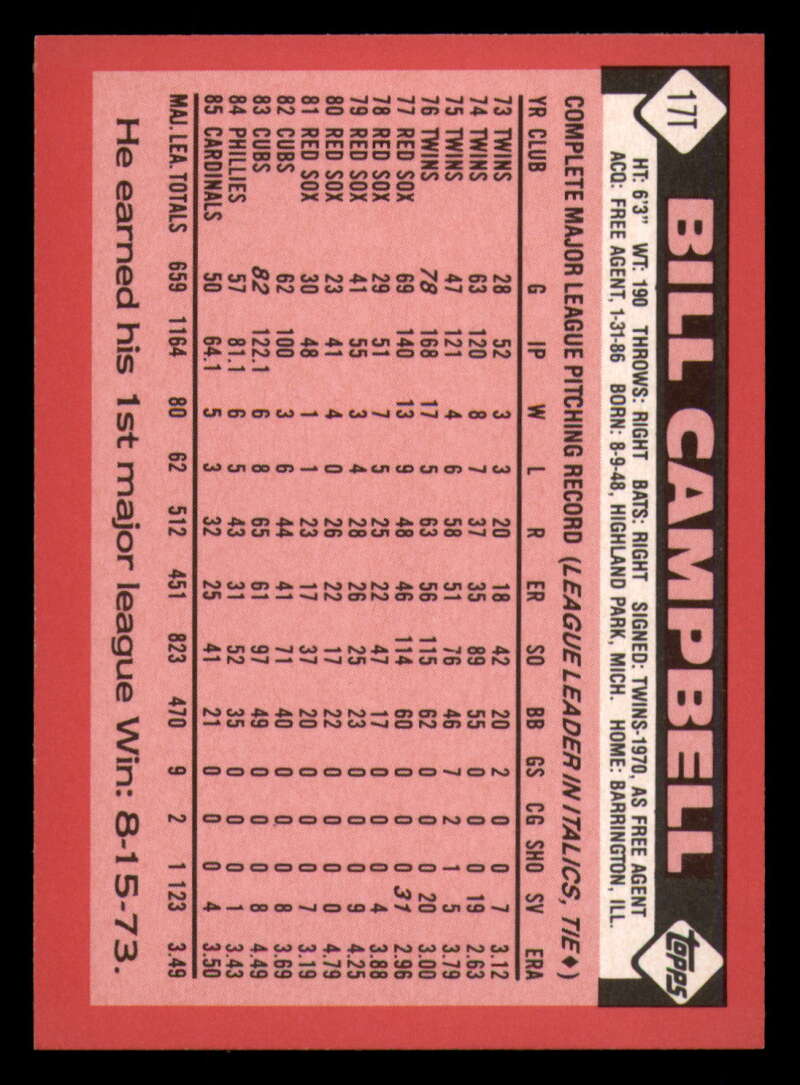 17T BILL CAMPBELL topps
HT: 6'3" WT: 190 THROWS: RIGHT BATS: RIGHT SIGNED: TWINS-1970, AS FREE AGENT
ACQ: FREE AGENT, 1-31-86 BORN: 8-9-48, HIGHLAND PARK, MICH. HOME: BARRINGTON, ILL.
COMPLETE MAJOR LEAGUE PITCHING RECORD (LEAGUE LEADER IN ITALICS, TIE♦)
YR CLUB G IP W L R ER SO BB GS CG SHO SV ERA
73 TWINS 28 52 3 3 20 18 42 20 2 0 0 7 3.12
74 TWINS 63 120 8 7 37 35 89 55 0 0 0 19 2.63
75 TWINS 47 121 4 6 58 51 76 46 7 2 1 5 3.79
76 TWINS 78 168 17 5 63 56 115 62 0 0 0 20 3.00
77 RED SOX 69 140 13 9 48 46 114 60 0 0 0 31 2.96
78 RED SOX 29 51 7 5 25 22 47 17 0 0 0 4 3.88
79 RED SOX 41 55 3 4 28 26 25 23 0 0 0 9 4.25
80 RED SOX 23 41 4 0 26 22 17 22 0 0 0 0 4.79
81 RED SOX 30 48 1 1 23 17 37 20 0 0 0 7 3.19
82 CUBS 62 100 3 6 44 41 71 40 0 0 0 8 3.69
83 CUBS 82 122.1 6 8 65 61 97 49 0 0 0 8 4.49
84 PHILLIES 57 81.1 6 5 43 31 52 35 0 0 0 1 3.43
85 CARDINALS 50 64.1 5 3 32 25 41 21 0 0 0 4 3.50
MAJ. LEA. TOTALS 659 1164 80 62 512 451 823 470 9 2 1 123 3.49
He earned his 1st major league Win: 8-15-73.